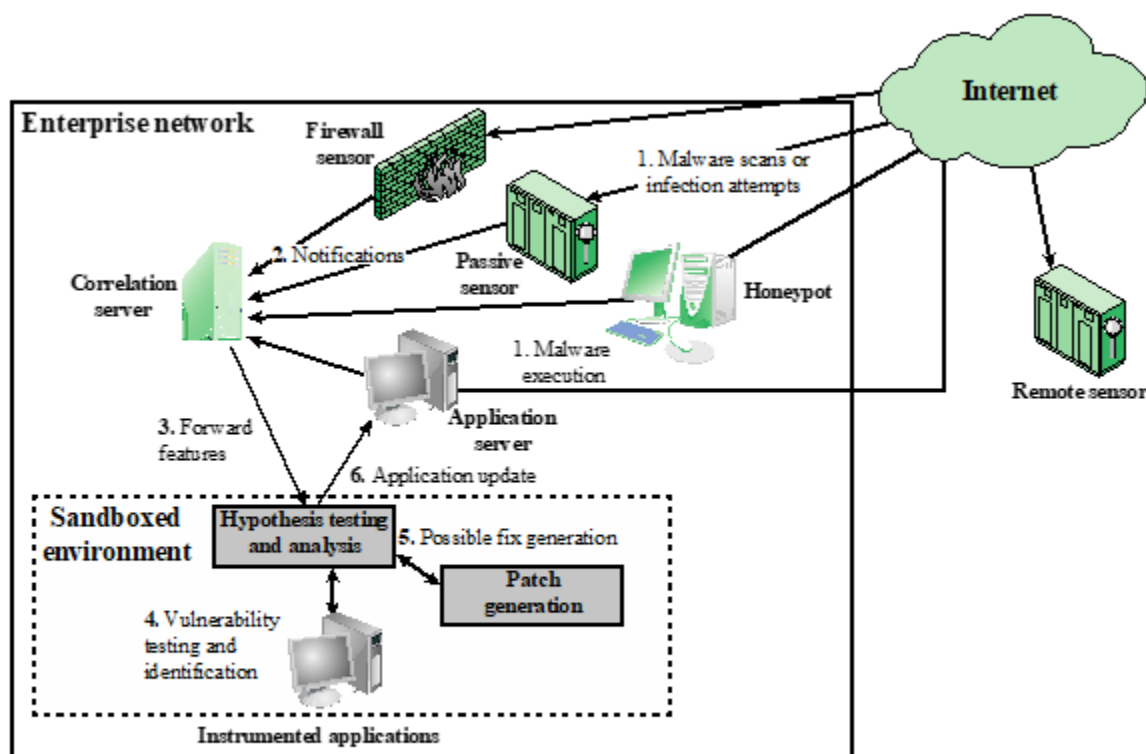 Internet
Enterprise network
Firewall
sensor
1. Malware scans or
infection attempts
2. Notifications
Correlation
server
Passive
sensor
Honeypot
Remote sensor
1. Malware
execution
Application
server
3. Forward
features
6. Application update
Sandboxed
environment
Hypothesis testing
and analysis
5. Possible fix generation
Patch
generation
4. Vulnerability
testing and
identification
Instrumented applications